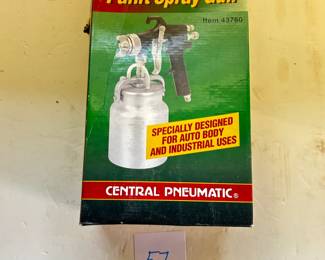 Paint Spray Gun
Item 43760
SPECIALLY DESIGNED
FOR AUTO BODY
AND INDUSTRIAL USES
CENTRAL PNEUMATIC®